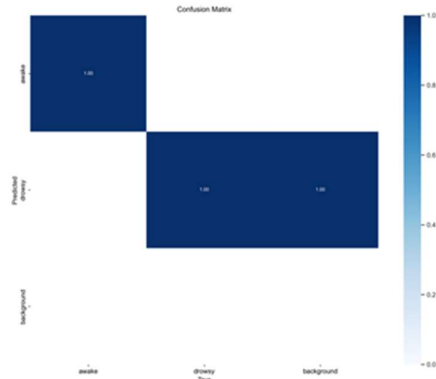 Confusion Matrix
1.0
awake
1.00
0.8
0.6
Predicted
drowsy
1.00 1.00
0.4
0.2
background
0.0
awake drowsy background
True